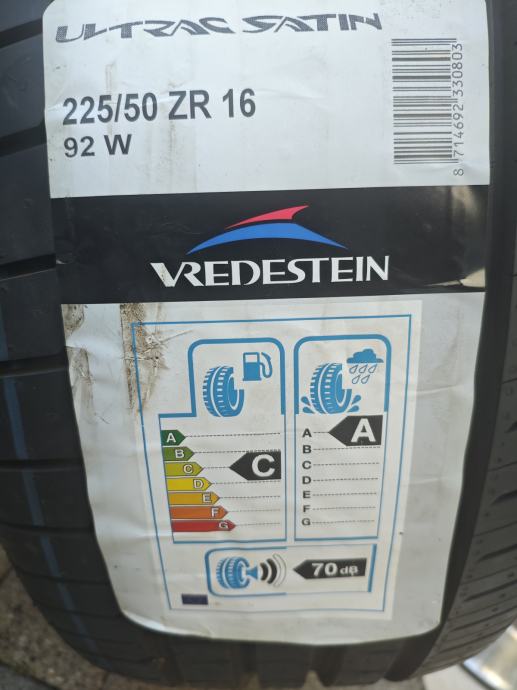 ULTRAC SATIN
225/50 ZR 16
92 W
8 714692 330803
VREDESTEIN
A
B
C
D
E
F
G
C
A
B
C
D
E
F
G
A
70 dB